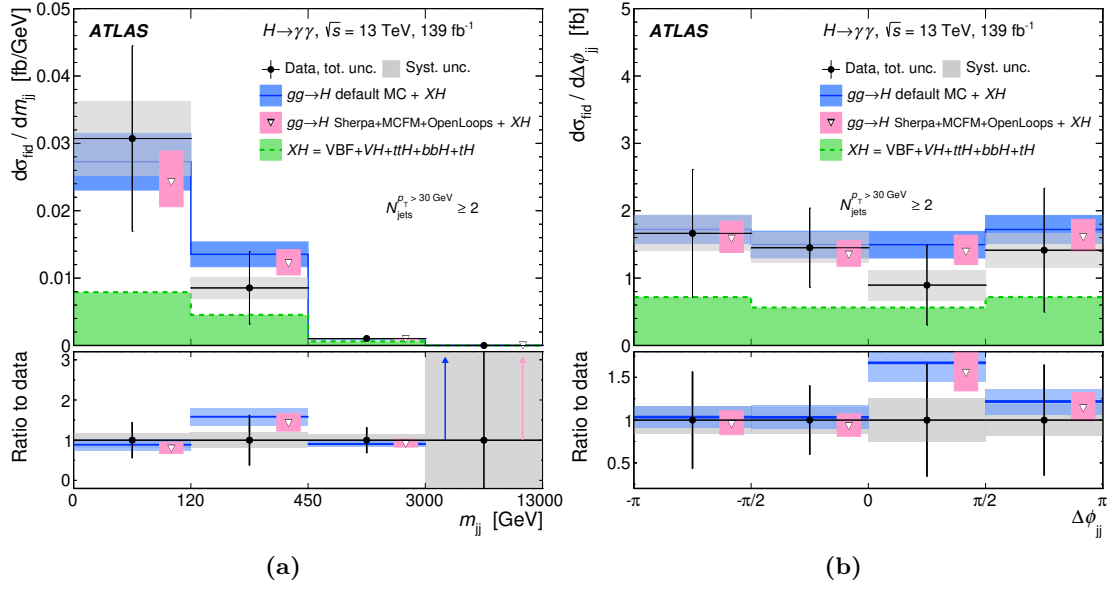 ATLAS
H→γγ, √s = 13 TeV, 139 fb⁻¹
Data, tot. unc. Syst. unc.
gg→H default MC + XH
gg→H Sherpa+MCFM+OpenLoops + XH
XH = VBF+VH+ttH+bbH+tH
N_jets^{p_T > 30 GeV} ≥ 2
dσ_fid / dm_jj [fb/GeV]
0.05
0.04
0.03
0.02
0.01
0
Ratio to data
3
2
1
0
0 120 450 3000 13000
m_jj [GeV]
(a)
ATLAS
H→γγ, √s = 13 TeV, 139 fb⁻¹
Data, tot. unc. Syst. unc.
gg→H default MC + XH
gg→H Sherpa+MCFM+OpenLoops + XH
XH = VBF+VH+ttH+bbH+tH
N_jets^{p_T > 30 GeV} ≥ 2
dσ_fid / dΔϕ_jj [fb]
5
4
3
2
1
0
Ratio to data
1.5
1
0.5
-π -π/2 0 π/2 π
Δϕ_jj
(b)